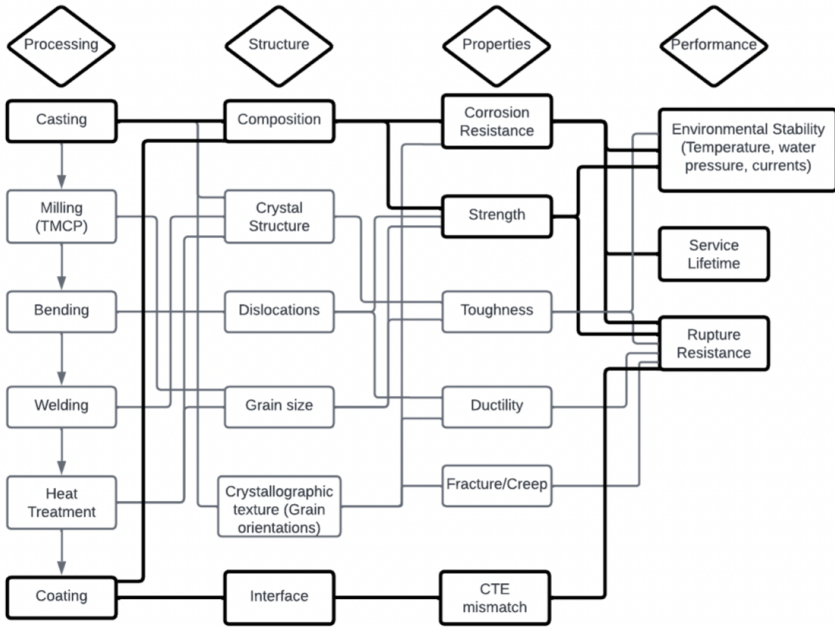 Processing
Structure
Properties
Performance
Casting
Composition
Corrosion
Resistance
Environmental Stability
(Temperature, water
pressure, currents)
Milling
(TMCP)
Crystal
Structure
Strength
Service
Lifetime
Bending
Dislocations
Toughness
Rupture
Resistance
Welding
Grain size
Ductility
Heat
Treatment
Crystallographic
texture (Grain
orientations)
Fracture/Creep
Coating
Interface
CTE
mismatch